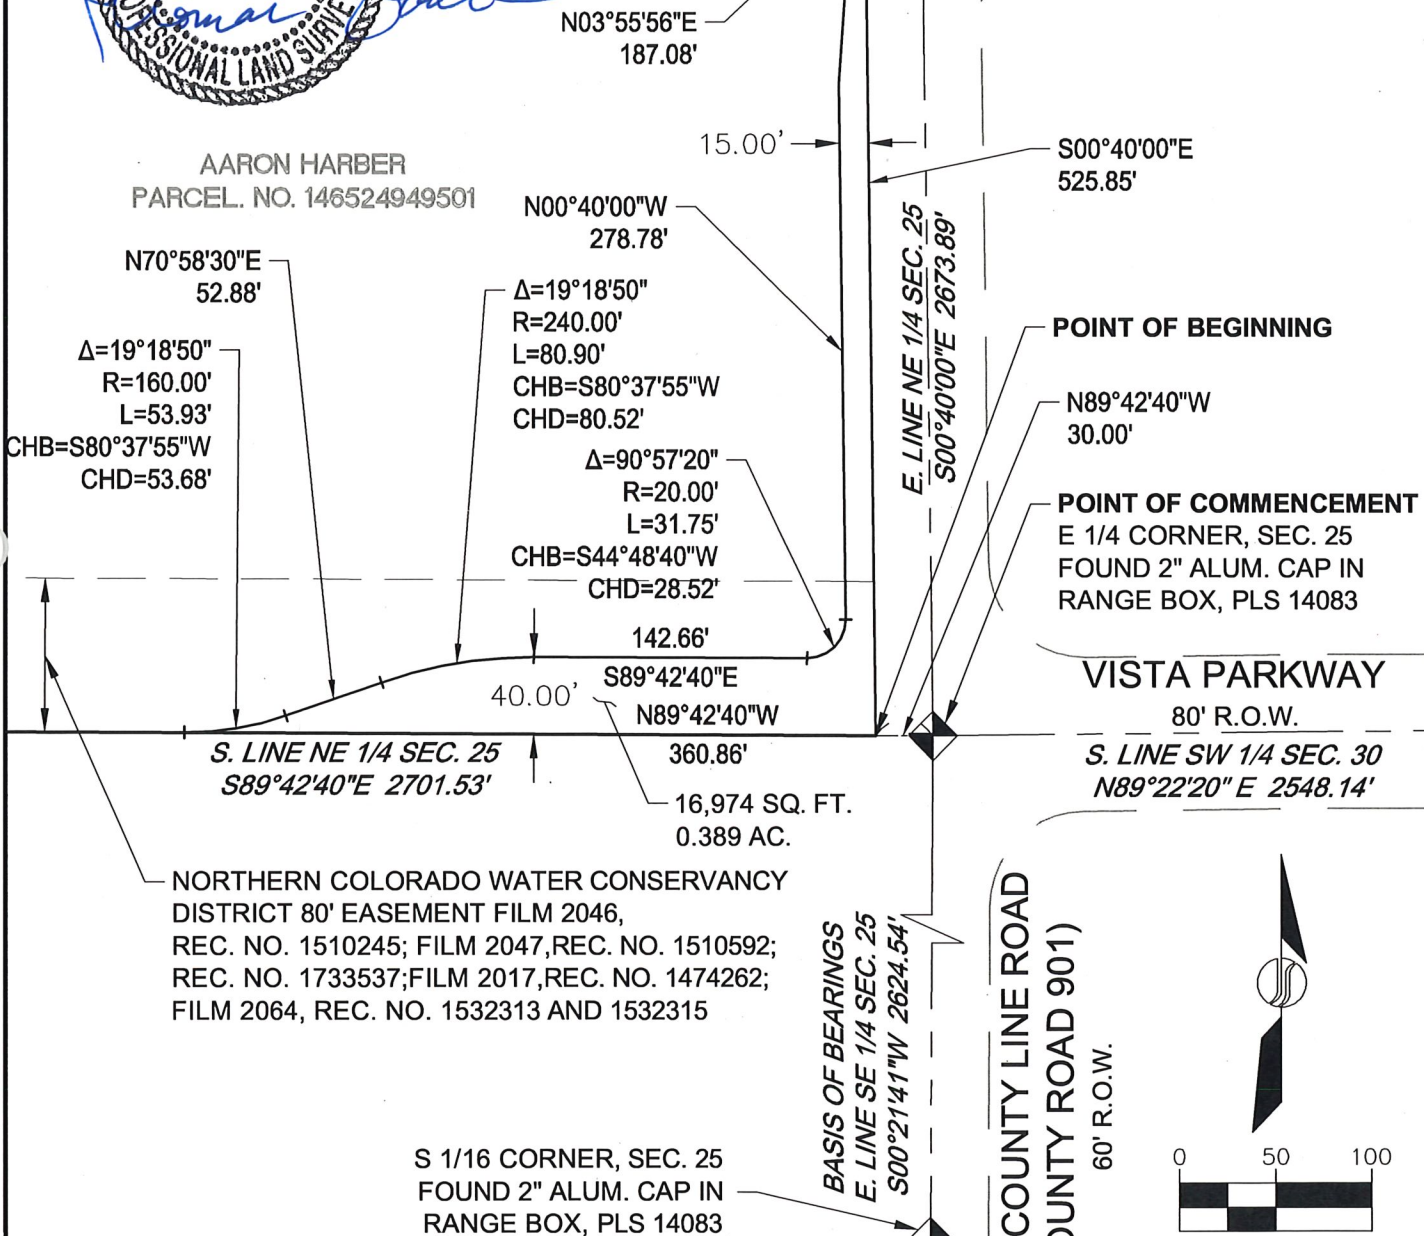 PROFESSIONAL LAND SURVE
N03°55'56"E
187.08'
15.00'
S00°40'00"E
525.85'
AARON HARBER
PARCEL. NO. 146524949501
N00°40'00"W
278.78'
E. LINE NE 1/4 SEC. 25
S00°40'00"E 2673.89'
N70°58'30"E
52.88'
Δ=19°18'50"
R=240.00'
L=80.90'
CHB=S80°37'55"W
CHD=80.52'
Δ=19°18'50"
R=160.00'
L=53.93'
CHB=S80°37'55"W
CHD=53.68'
POINT OF BEGINNING
N89°42'40"W
30.00'
Δ=90°57'20"
R=20.00'
L=31.75'
CHB=S44°48'40"W
CHD=28.52'
POINT OF COMMENCEMENT
E 1/4 CORNER, SEC. 25
FOUND 2" ALUM. CAP IN
RANGE BOX, PLS 14083
142.66'
S89°42'40"E
40.00'
N89°42'40"W
360.86'
VISTA PARKWAY
80' R.O.W.
S. LINE NE 1/4 SEC. 25
S89°42'40"E 2701.53'
S. LINE SW 1/4 SEC. 30
N89°22'20" E 2548.14'
16,974 SQ. FT.
0.389 AC.
NORTHERN COLORADO WATER CONSERVANCY
DISTRICT 80' EASEMENT FILM 2046,
REC. NO. 1510245; FILM 2047,REC. NO. 1510592;
REC. NO. 1733537;FILM 2017,REC. NO. 1474262;
FILM 2064, REC. NO. 1532313 AND 1532315
BASIS OF BEARINGS
E. LINE SE 1/4 SEC. 25
S00°21'41"W 2624.54'
COUNTY LINE ROAD
OUNTY ROAD 901)
60' R.O.W.
S 1/16 CORNER, SEC. 25
FOUND 2" ALUM. CAP IN
RANGE BOX, PLS 14083
0 50 100